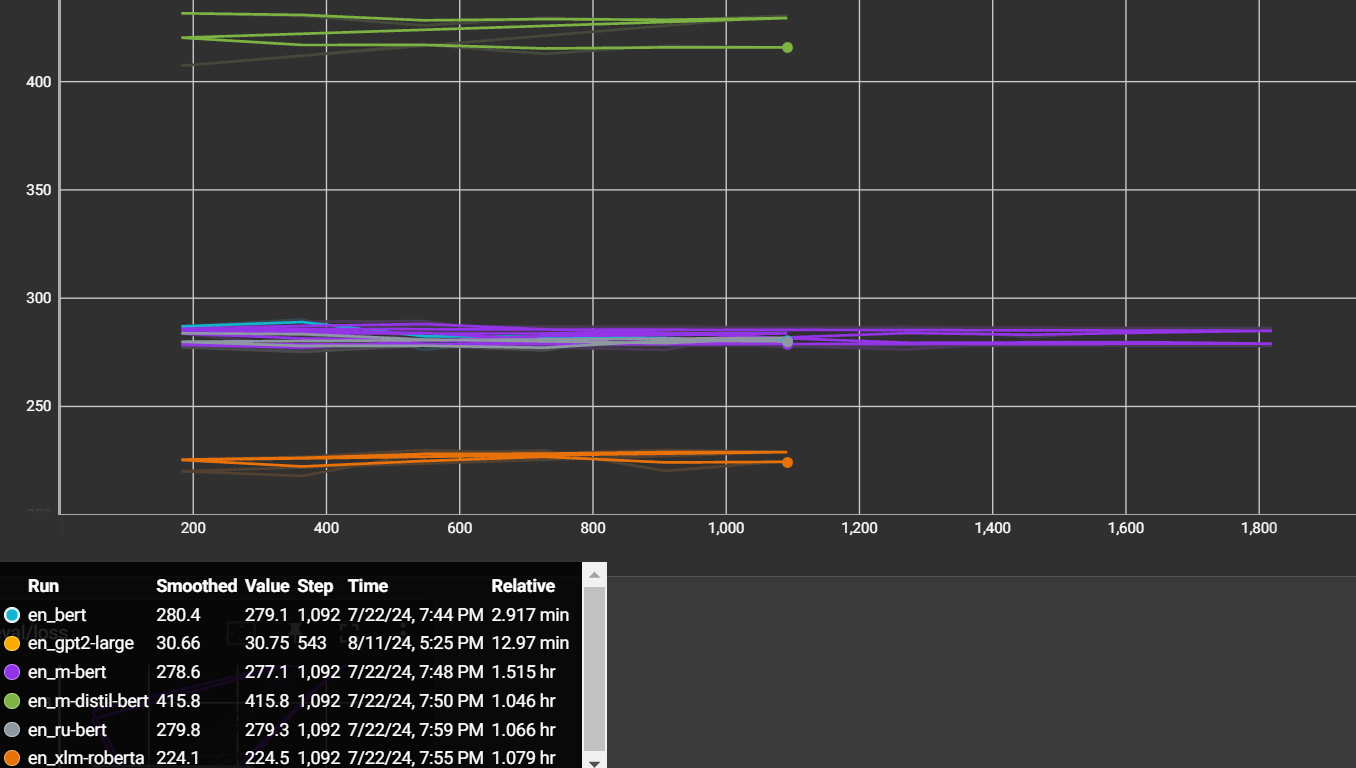 400
350
300
250
200
200 400 600 800 1,000 1,200 1,400 1,600 1,800
Run Smoothed Value Step Time Relative
en_bert 280.4 279.1 1,092 7/22/24, 7:44 PM 2.917 min
val/loss
en_gpt2-large 30.66 30.75 543 8/11/24, 5:25 PM 12.97 min
en_m-bert 278.6 277.1 1,092 7/22/24, 7:48 PM 1.515 hr
en_m-distil-bert 415.8 415.8 1,092 7/22/24, 7:50 PM 1.046 hr
en_ru-bert 279.8 279.3 1,092 7/22/24, 7:59 PM 1.066 hr
en_xlm-roberta 224.1 224.5 1,092 7/22/24, 7:55 PM 1.079 hr